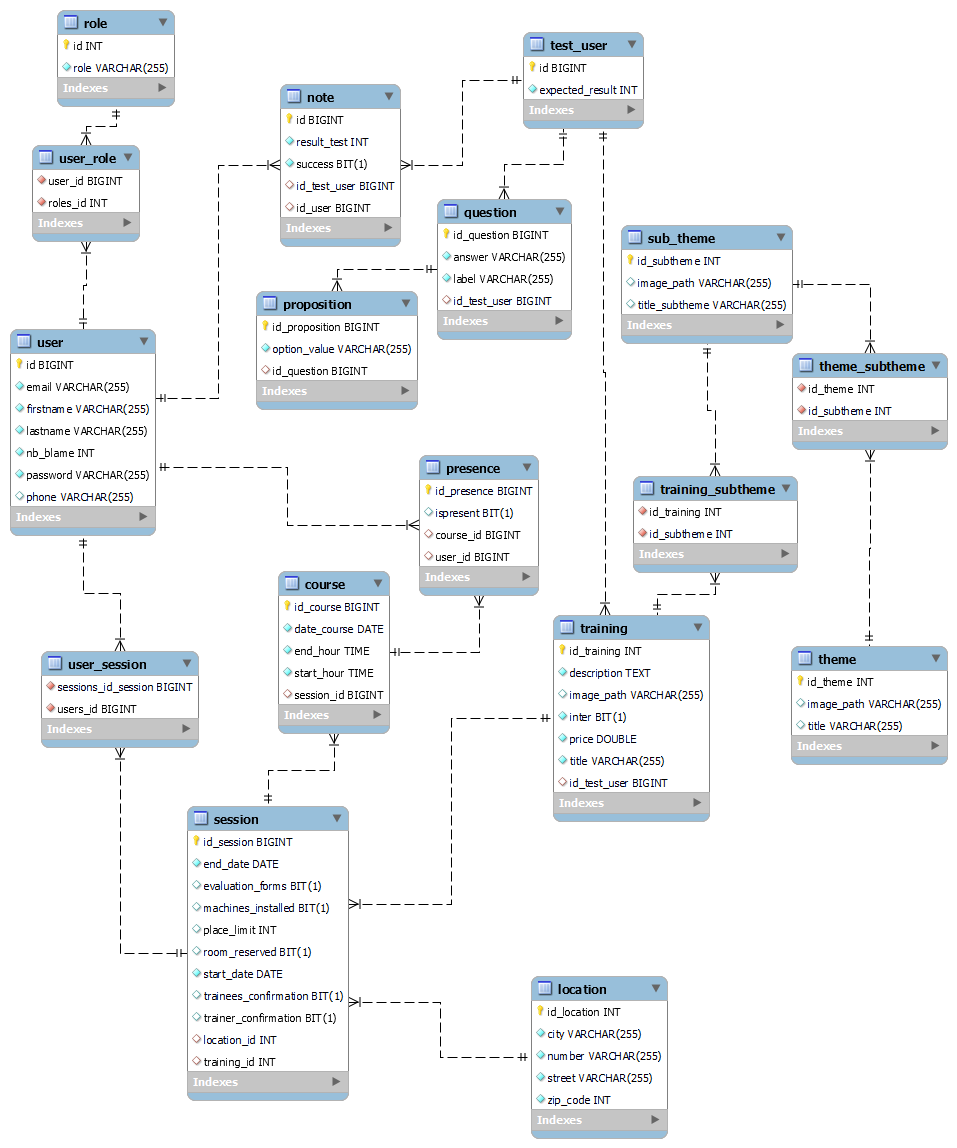 role
id INT
role VARCHAR(255)
Indexes
user_role
user_id BIGINT
roles_id INT
Indexes
note
id BIGINT
result_test INT
success BIT(1)
id_test_user BIGINT
id_user BIGINT
Indexes
test_user
id BIGINT
expected_result INT
Indexes
question
id_question BIGINT
answer VARCHAR(255)
label VARCHAR(255)
id_test_user BIGINT
Indexes
proposition
id_proposition BIGINT
option_value VARCHAR(255)
id_question BIGINT
Indexes
sub_theme
id_subtheme INT
image_path VARCHAR(255)
title_subtheme VARCHAR(255)
Indexes
user
id BIGINT
email VARCHAR(255)
firstname VARCHAR(255)
lastname VARCHAR(255)
nb_blame INT
password VARCHAR(255)
phone VARCHAR(255)
Indexes
theme_subtheme
id_theme INT
id_subtheme INT
Indexes
presence
id_presence BIGINT
ispresent BIT(1)
course_id BIGINT
user_id BIGINT
Indexes
training_subtheme
id_training INT
id_subtheme INT
Indexes
course
id_course BIGINT
date_course DATE
end_hour TIME
start_hour TIME
session_id BIGINT
Indexes
training
id_training INT
description TEXT
image_path VARCHAR(255)
inter BIT(1)
price DOUBLE
title VARCHAR(255)
id_test_user BIGINT
Indexes
user_session
sessions_id_session BIGINT
users_id BIGINT
Indexes
theme
id_theme INT
image_path VARCHAR(255)
title VARCHAR(255)
Indexes
session
id_session BIGINT
end_date DATE
evaluation_forms BIT(1)
machines_installed BIT(1)
place_limit INT
room_reserved BIT(1)
start_date DATE
trainees_confirmation BIT(1)
trainer_confirmation BIT(1)
location_id INT
training_id INT
Indexes
location
id_location INT
city VARCHAR(255)
number VARCHAR(255)
street VARCHAR(255)
zip_code INT
Indexes